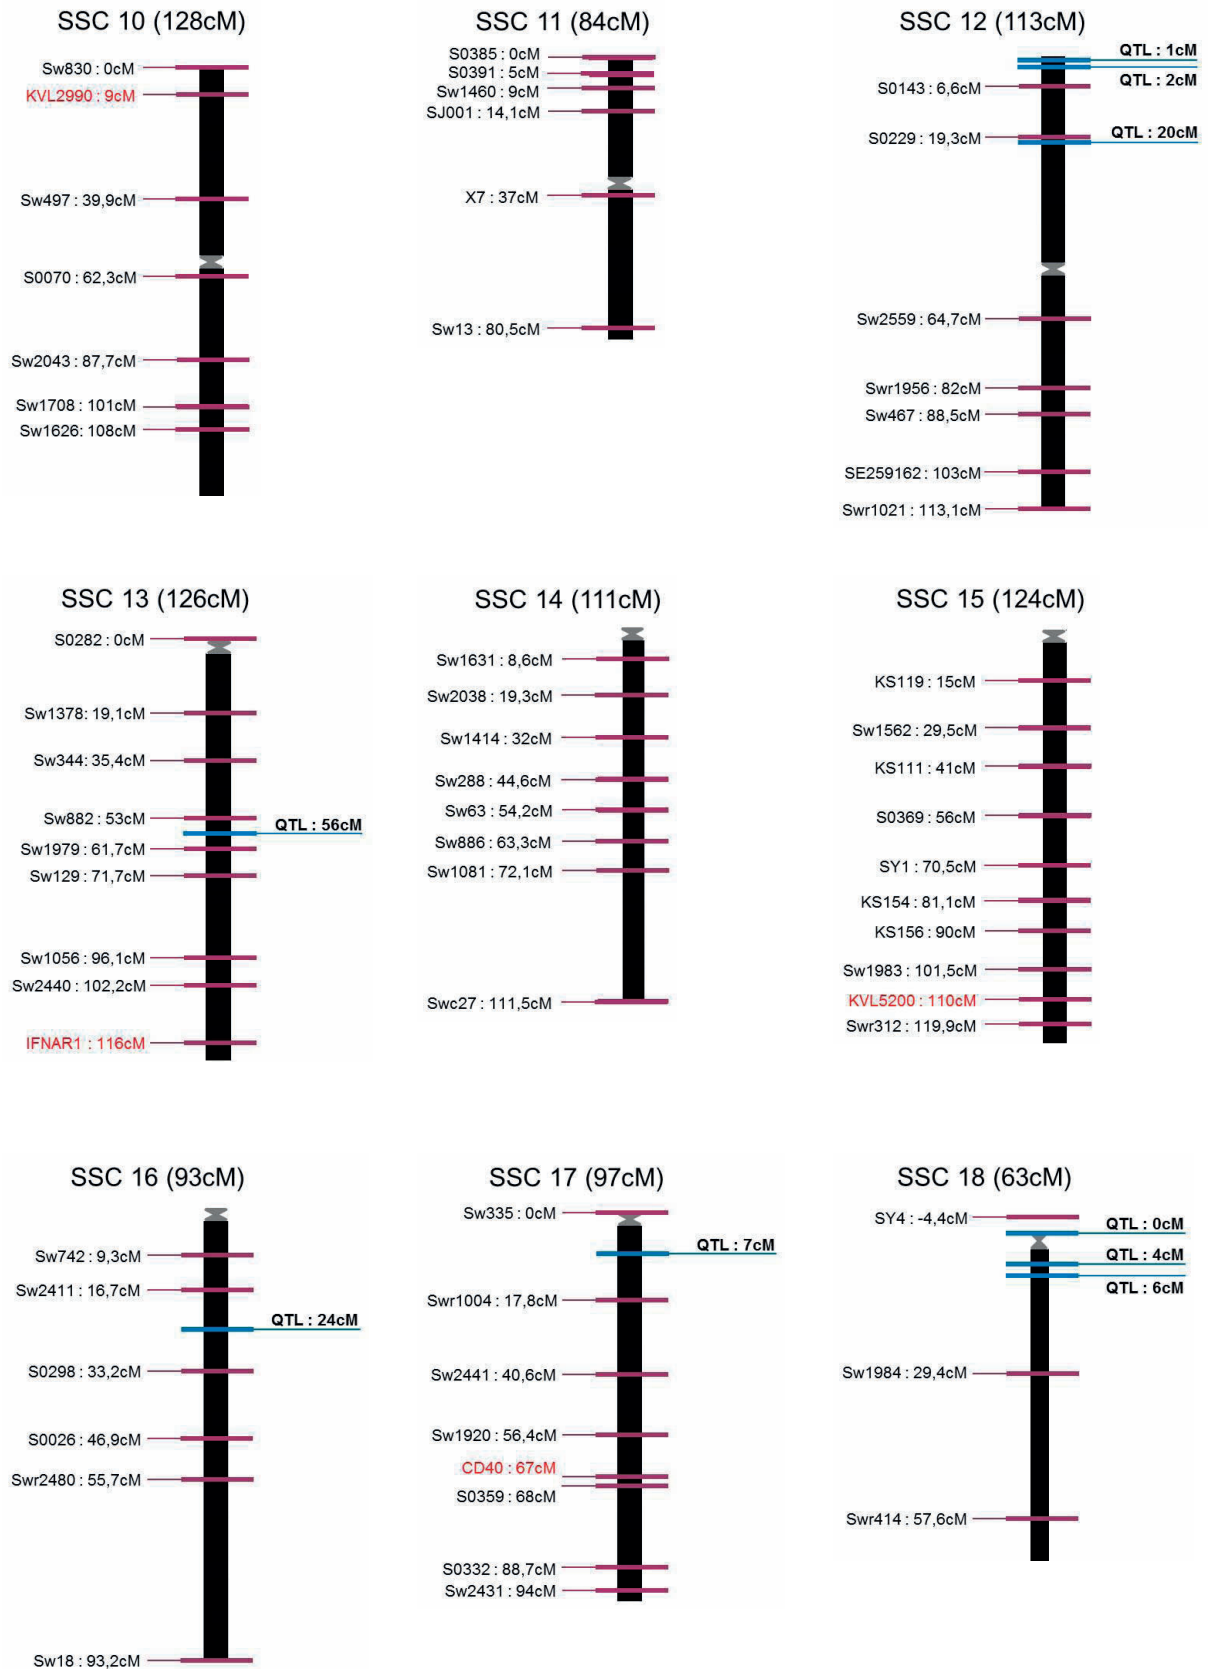 SSC 10 (128cM)
Sw830 : 0cM
KVL2990 : 9cM
Sw497 : 39,9cM
S0070 : 62,3cM
Sw2043 : 87,7cM
Sw1708 : 101cM
Sw1626: 108cM
SSC 11 (84cM)
S0385 : 0cM
S0391 : 5cM
Sw1460 : 9cM
SJ001 : 14,1cM
X7 : 37cM
Sw13 : 80,5cM
SSC 12 (113cM)
QTL : 1cM
QTL : 2cM
S0143 : 6,6cM
S0229 : 19,3cM
QTL : 20cM
Sw2559 : 64,7cM
Swr1956 : 82cM
Sw467 : 88,5cM
SE259162 : 103cM
Swr1021 : 113,1cM
SSC 13 (126cM)
S0282 : 0cM
Sw1378: 19,1cM
Sw344: 35,4cM
Sw882 : 53cM
QTL : 56cM
Sw1979 : 61,7cM
Sw129 : 71,7cM
Sw1056 : 96,1cM
Sw2440 : 102,2cM
IFNAR1 : 116cM
SSC 14 (111cM)
Sw1631 : 8,6cM
Sw2038 : 19,3cM
Sw1414 : 32cM
Sw288 : 44,6cM
Sw63 : 54,2cM
Sw886 : 63,3cM
Sw1081 : 72,1cM
Swc27 : 111,5cM
SSC 15 (124cM)
KS119 : 15cM
Sw1562 : 29,5cM
KS111 : 41cM
S0369 : 56cM
SY1 : 70,5cM
KS154 : 81,1cM
KS156 : 90cM
Sw1983 : 101,5cM
KVL5200 : 110cM
Swr312 : 119,9cM
SSC 16 (93cM)
Sw742 : 9,3cM
Sw2411 : 16,7cM
QTL : 24cM
S0298 : 33,2cM
S0026 : 46,9cM
Swr2480 : 55,7cM
Sw18 : 93,2cM
SSC 17 (97cM)
Sw335 : 0cM
QTL : 7cM
Swr1004 : 17,8cM
Sw2441 : 40,6cM
Sw1920 : 56,4cM
CD40 : 67cM
S0359 : 68cM
S0332 : 88,7cM
Sw2431 : 94cM
SSC 18 (63cM)
SY4 : -4,4cM
QTL : 0cM
QTL : 4cM
QTL : 6cM
Sw1984 : 29,4cM
Swr414 : 57,6cM